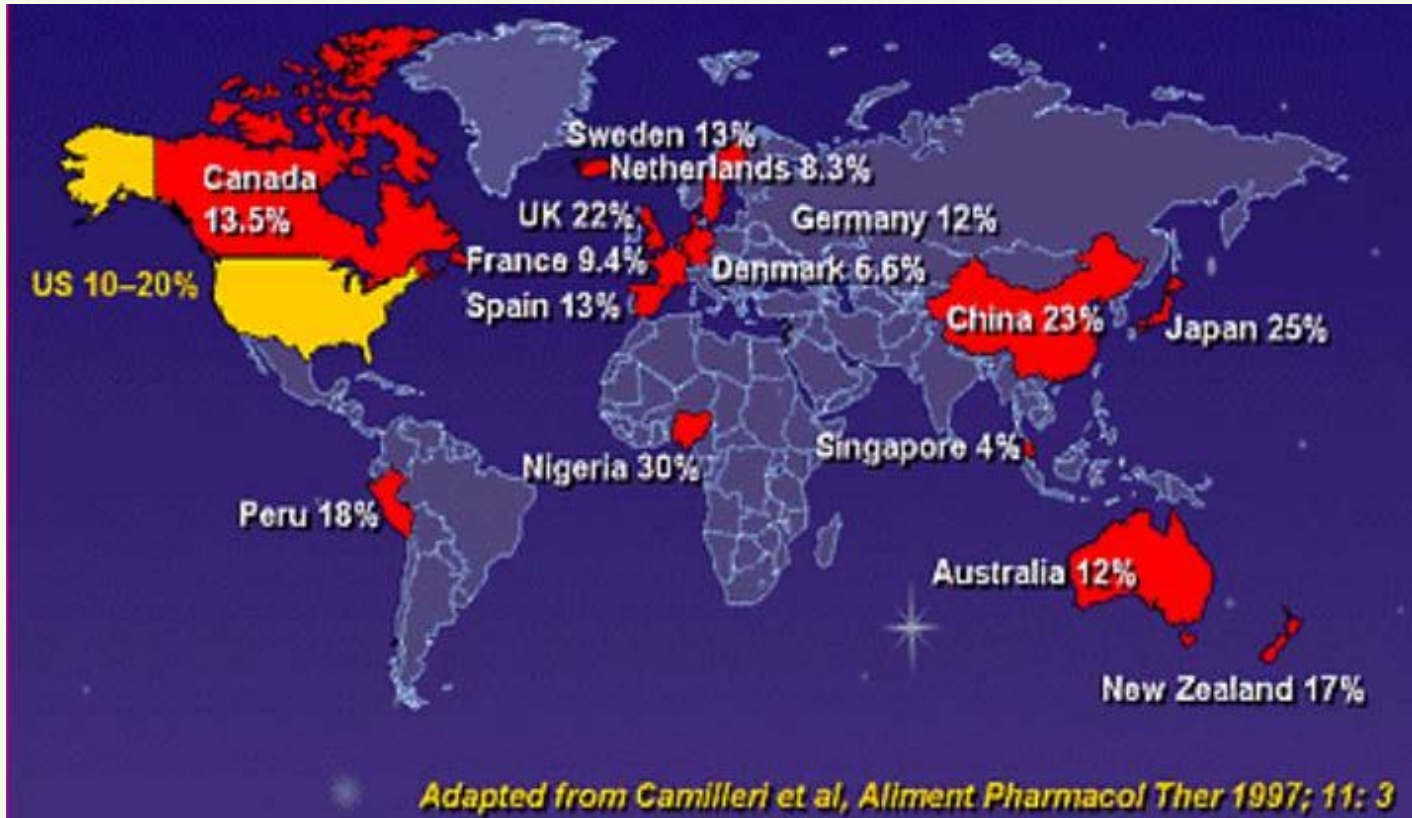 Sweden 13%
Netherlands 8.3%
Canada
13.5%
UK 22%
Germany 12%
France 9.4%
Denmark 6.6%
US 10–20%
Spain 13%
China 23%
Japan 25%
Singapore 4%
Nigeria 30%
Peru 18%
Australia 12%
New Zealand 17%
Adapted from Camilleri et al, Aliment Pharmacol Ther 1997; 11: 3